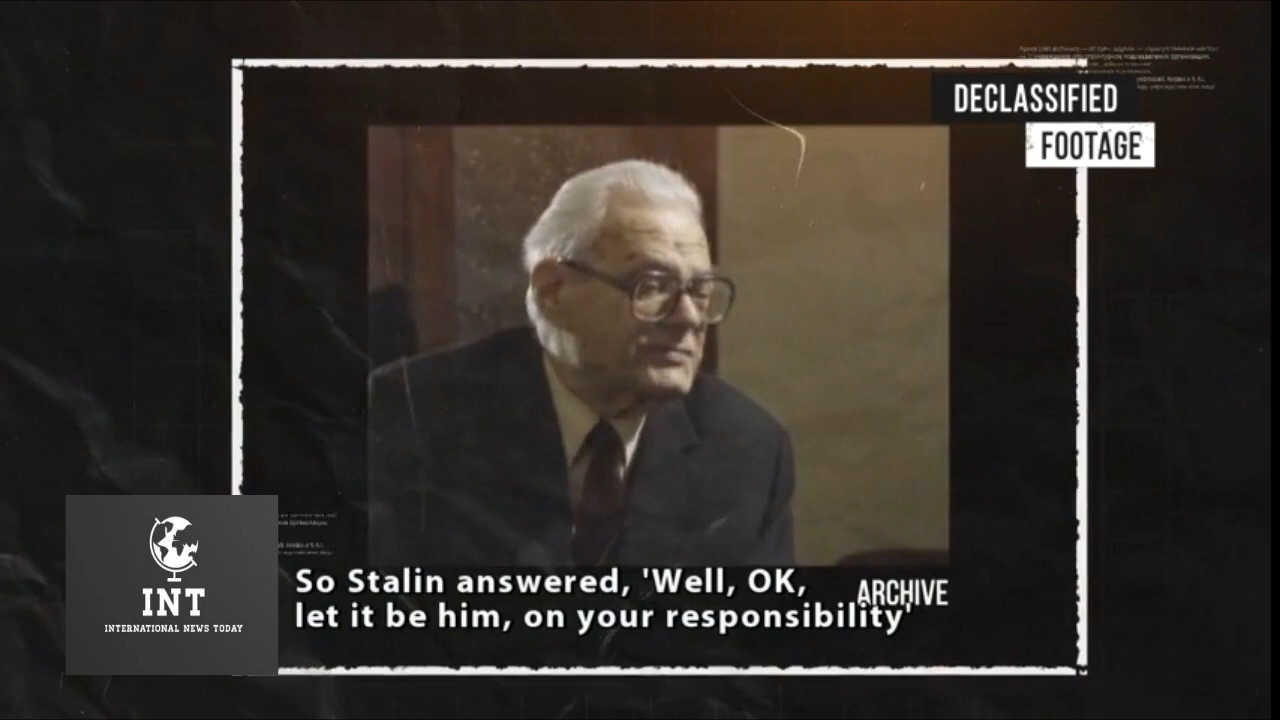 DECLASSIFIED
FOOTAGE
So Stalin answered, 'Well, OK,
let it be him, on your responsibility'
ARCHIVE
INT
INTERNATIONAL NEWS TODAY